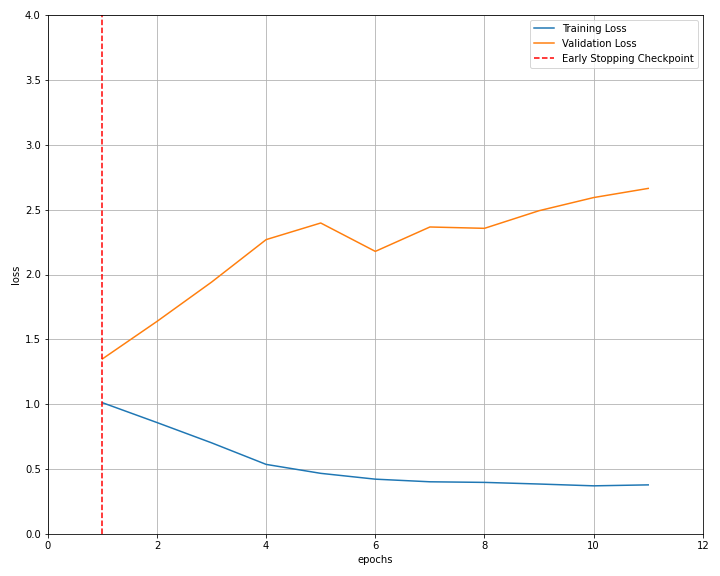 4.0
3.5
3.0
2.5
2.0
1.5
1.0
0.5
0.0
loss
Training Loss
Validation Loss
Early Stopping Checkpoint
0 2 4 6 8 10 12
epochs